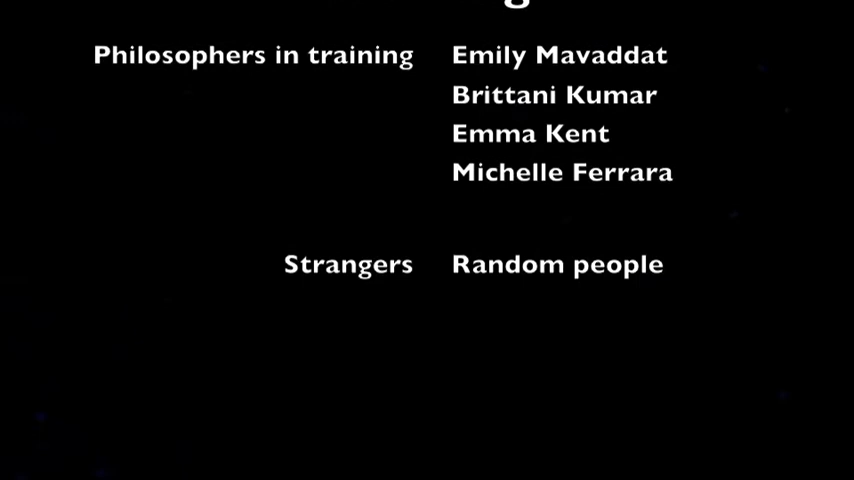 Philosophers in training Emily Mavaddat
Brittani Kumar
Emma Kent
Michelle Ferrara
Strangers Random people